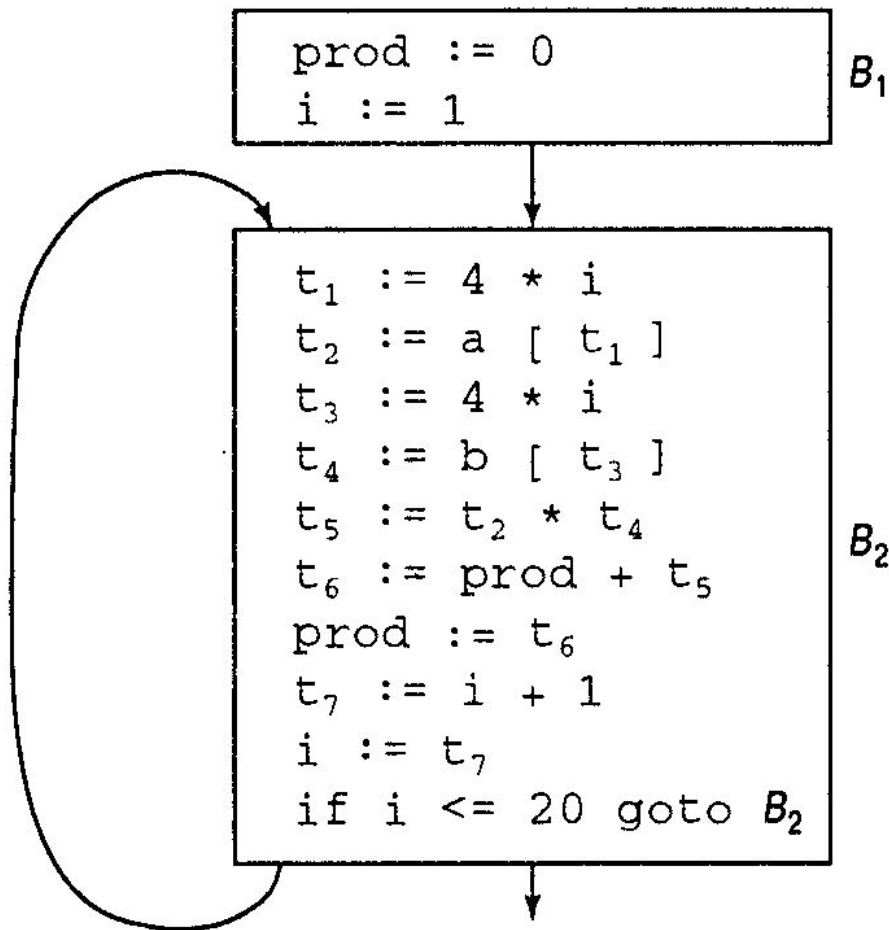 prod := 0
i := 1
B₁
t₁ := 4 * i
t₂ := a [ t₁ ]
t₃ := 4 * i
t₄ := b [ t₃ ]
t₅ := t₂ * t₄
t₆ := prod + t₅
prod := t₆
t₇ := i + 1
i := t₇
if i <= 20 goto B₂
B₂